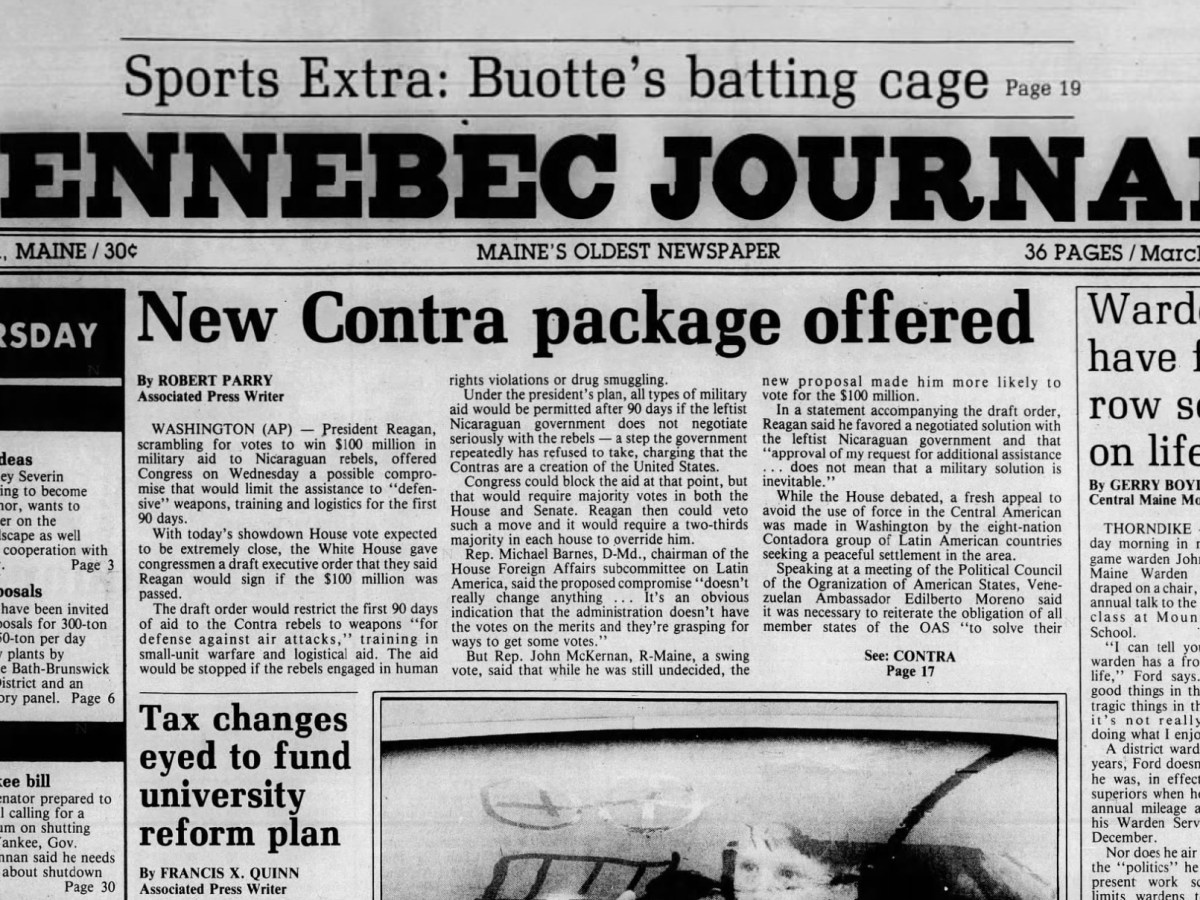 Sports Extra: Buotte's batting cage Page 19
ENNEBEC JOURNA
., MAINE / 30¢ MAINE'S OLDEST NEWSPAPER 36 PAGES / Marc
RSDAY
deas
ey Severin
ing to become
nor, wants to
er on the
lscape as well
cooperation with
Page 3
posals
have been invited
posals for 300-ton
50-ton per day
y plants by
e Bath-Brunswick
District and an
ory panel. Page 6
kee bill
enator prepared to
l calling for a
um on shutting
Yankee, Gov.
nnan said he needs
about shutdown
Page 30
New Contra package offered
By ROBERT PARRY
Associated Press Writer
WASHINGTON (AP) — President Reagan,
scrambling for votes to win $100 million in
military aid to Nicaraguan rebels, offered
Congress on Wednesday a possible compro-
mise that would limit the assistance to "defen-
sive" weapons, training and logistics for the first
90 days.
With today's showdown House vote expected
to be extremely close, the White House gave
congressmen a draft executive order that they said
Reagan would sign if the $100 million was
passed.
The draft order would restrict the first 90 days
of aid to the Contra rebels to weapons "for
defense against air attacks," training in
small-unit warfare and logistical aid. The aid
would be stopped if the rebels engaged in human
rights violations or drug smuggling.
Under the president's plan, all types of military
aid would be permitted after 90 days if the leftist
Nicaraguan government does not negotiate
seriously with the rebels — a step the government
repeatedly has refused to take, charging that the
Contras are a creation of the United States.
Congress could block the aid at that point, but
that would require majority votes in both the
House and Senate. Reagan then could veto
such a move and it would require a two-thirds
majority in each house to override him.
Rep. Michael Barnes, D-Md., chairman of the
House Foreign Affairs subcommittee on Latin
America, said the proposed compromise "doesn't
really change anything ... It's an obvious
indication that the administration doesn't have
the votes on the merits and they're grasping for
ways to get some votes."
But Rep. John McKernan, R-Maine, a swing
vote, said that while he was still undecided, the
new proposal made him more likely to
vote for the $100 million.
In a statement accompanying the draft order,
Reagan said he favored a negotiated solution with
the leftist Nicaraguan government and that
"approval of my request for additional assistance
... does not mean that a military solution is
inevitable."
While the House debated, a fresh appeal to
avoid the use of force in the Central American
was made in Washington by the eight-nation
Contadora group of Latin American countries
seeking a peaceful settlement in the area.
Speaking at a meeting of the Political Council
of the Ogranization of American States, Vene-
zuelan Ambassador Edilberto Moreno said
it was necessary to reiterate the obligation of all
member states of the OAS "to solve their
See: CONTRA
Page 17
Tax changes
eyed to fund
university
reform plan
By FRANCIS X. QUINN
Associated Press Writer
Ward
have f
row s
on life
By GERRY BOYL
Central Maine Mo
THORNDIKE
day morning in r
game warden John
Maine Warden
draped on a chair,
annual talk to the
class at Moun
School.
"I can tell you
warden has a fro
life," Ford says.
good things in th
tragic things in th
it's not really
doing what I enjo
A district ward
years, Ford doesn
he was, in effect
superiors when he
annual mileage a
his Warden Serv
December.
Nor does he air
the "politics" he
present work sc
limits wardens t